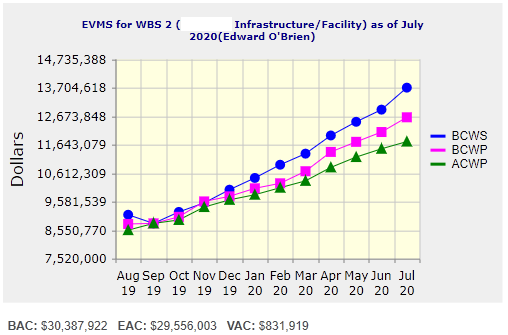 EVMS for WBS 2 ( Infrastructure/Facility) as of July
2020(Edward O'Brien)
14,735,388
13,704,618
12,673,848
11,643,079
10,612,309
9,581,539
8,550,770
7,520,000
Dollars
Aug Sep Oct Nov Dec Jan Feb Mar Apr May Jun Jul
19 19 19 19 19 20 20 20 20 20 20 20
BCWS
BCWP
ACWP
BAC: $30,387,922 EAC: $29,556,003 VAC: $831,919